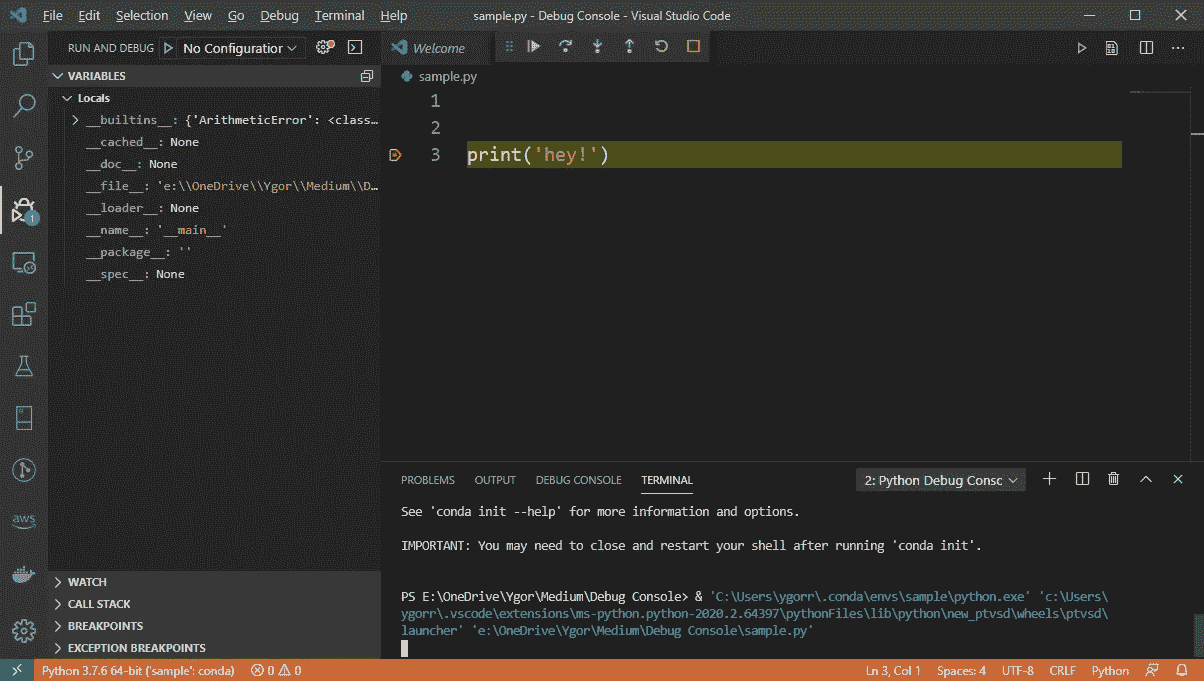 File Edit Selection View Go Debug Terminal Help sample.py - Debug Console - Visual Studio Code
RUN AND DEBUG No Configuration
Welcome
VARIABLES
Locals
__builtins__: {'ArithmeticError': <class…
__cached__: None
__doc__: None
__file__: 'e:\\OneDrive\\Ygor\\Medium\\D…
__loader__: None
__name__: '__main__'
__package__: ''
__spec__: None
1
aws
WATCH
CALL STACK
BREAKPOINTS
EXCEPTION BREAKPOINTS
sample.py
1
2
3 print('hey!')
PROBLEMS OUTPUT DEBUG CONSOLE TERMINAL 2: Python Debug Consc
See 'conda init --help' for more information and options.
IMPORTANT: You may need to close and restart your shell after running 'conda init'.
PS E:\OneDrive\Ygor\Medium\Debug Console> & 'C:\Users\ygorr\.conda\envs\sample\python.exe' 'c:\Users\
ygorr\.vscode\extensions\ms-python.python-2020.2.64397\pythonFiles\lib\python\new_ptvsd\wheels\ptvsd\
launcher' 'e:\OneDrive\Ygor\Medium\Debug Console\sample.py'
Python 3.7.6 64-bit ('sample': conda) 0 0 Ln 3, Col 1 Spaces: 4 UTF-8 CRLF Python